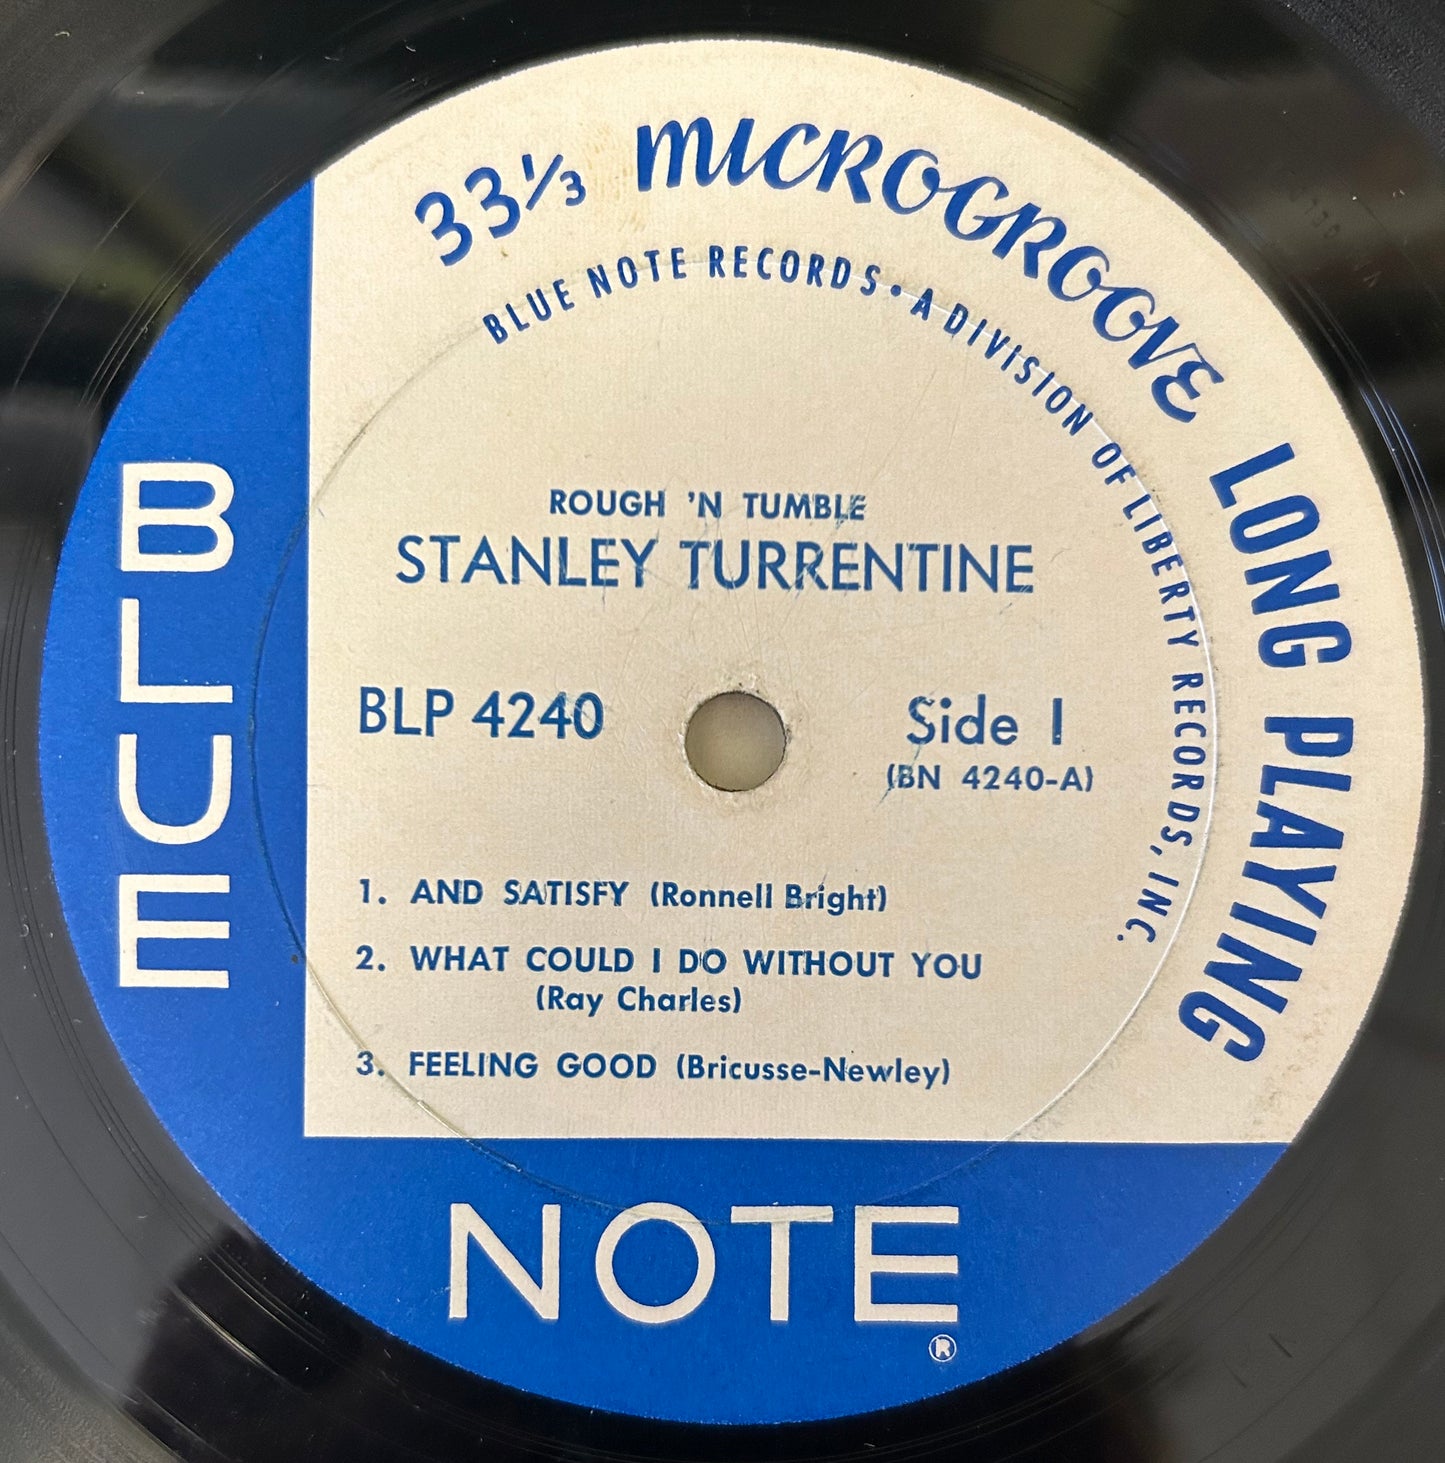 33⅓ MICROGROOVE LONG PLAYING
BLUE NOTE RECORDS • A DIVISION OF LIBERTY RECORDS, INC.
ROUGH 'N TUMBLE
STANLEY TURRENTINE
BLP 4240
Side 1
(BN 4240-A)
1. AND SATISFY (Ronnell Bright)
2. WHAT COULD I DO WITHOUT YOU
(Ray Charles)
3. FEELING GOOD (Bricusse-Newley)
BLUE
NOTE
®